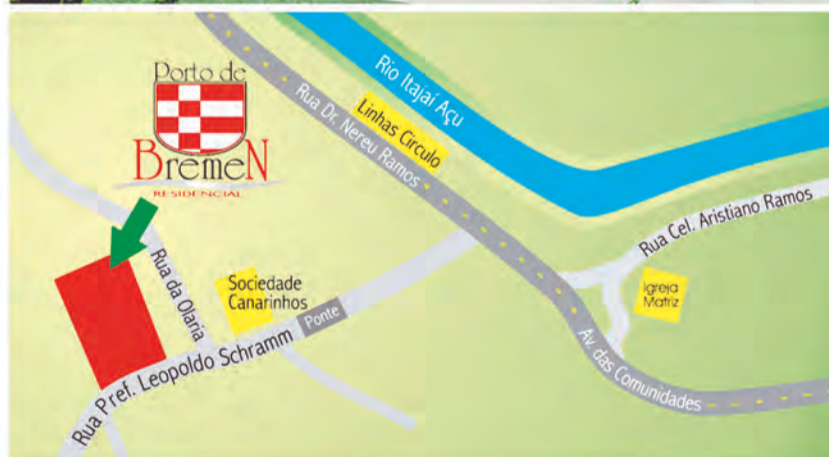 Porto de
BremeN
RESIDENCIAL
Rio Itajaí Açu
Linhas Circulo
Rua Dr. Nereu Ramos
Rua Cel. Aristiano Ramos
Igreja
Matriz
Rua da Olaria
Sociedade
Canarinhos
Ponte
Rua Pref. Leopoldo Schramm
Av. das Comunidades